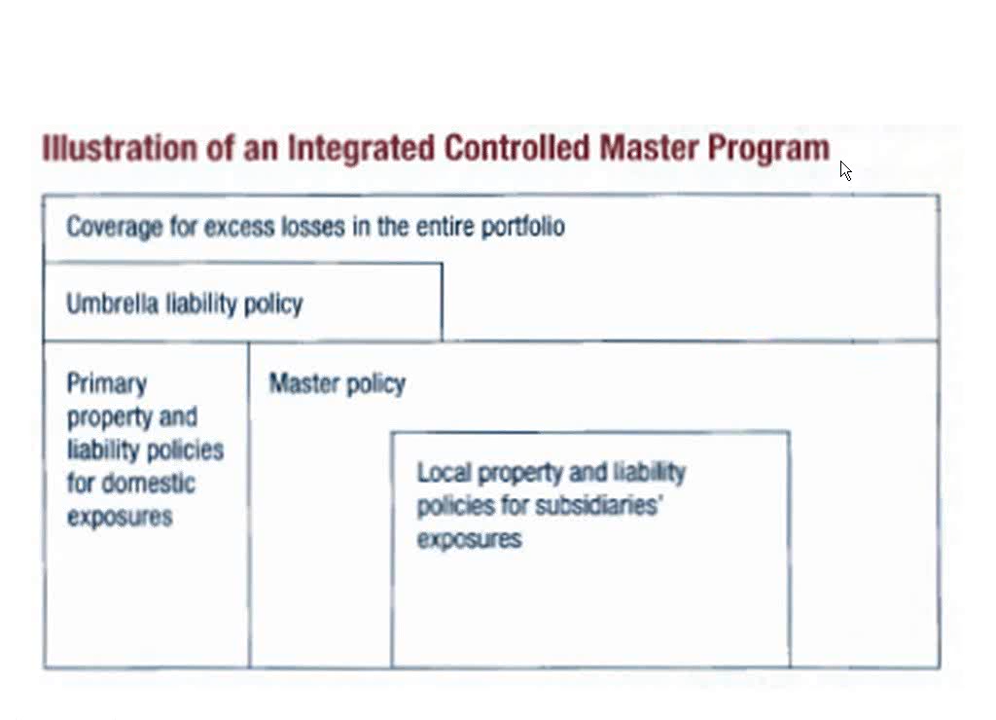 Illustration of an Integrated Controlled Master Program
Coverage for excess losses in the entire portfolio
Umbrella liability policy
Primary
property and
liability policies
for domestic
exposures
Master policy
Local property and liability
policies for subsidiaries'
exposures